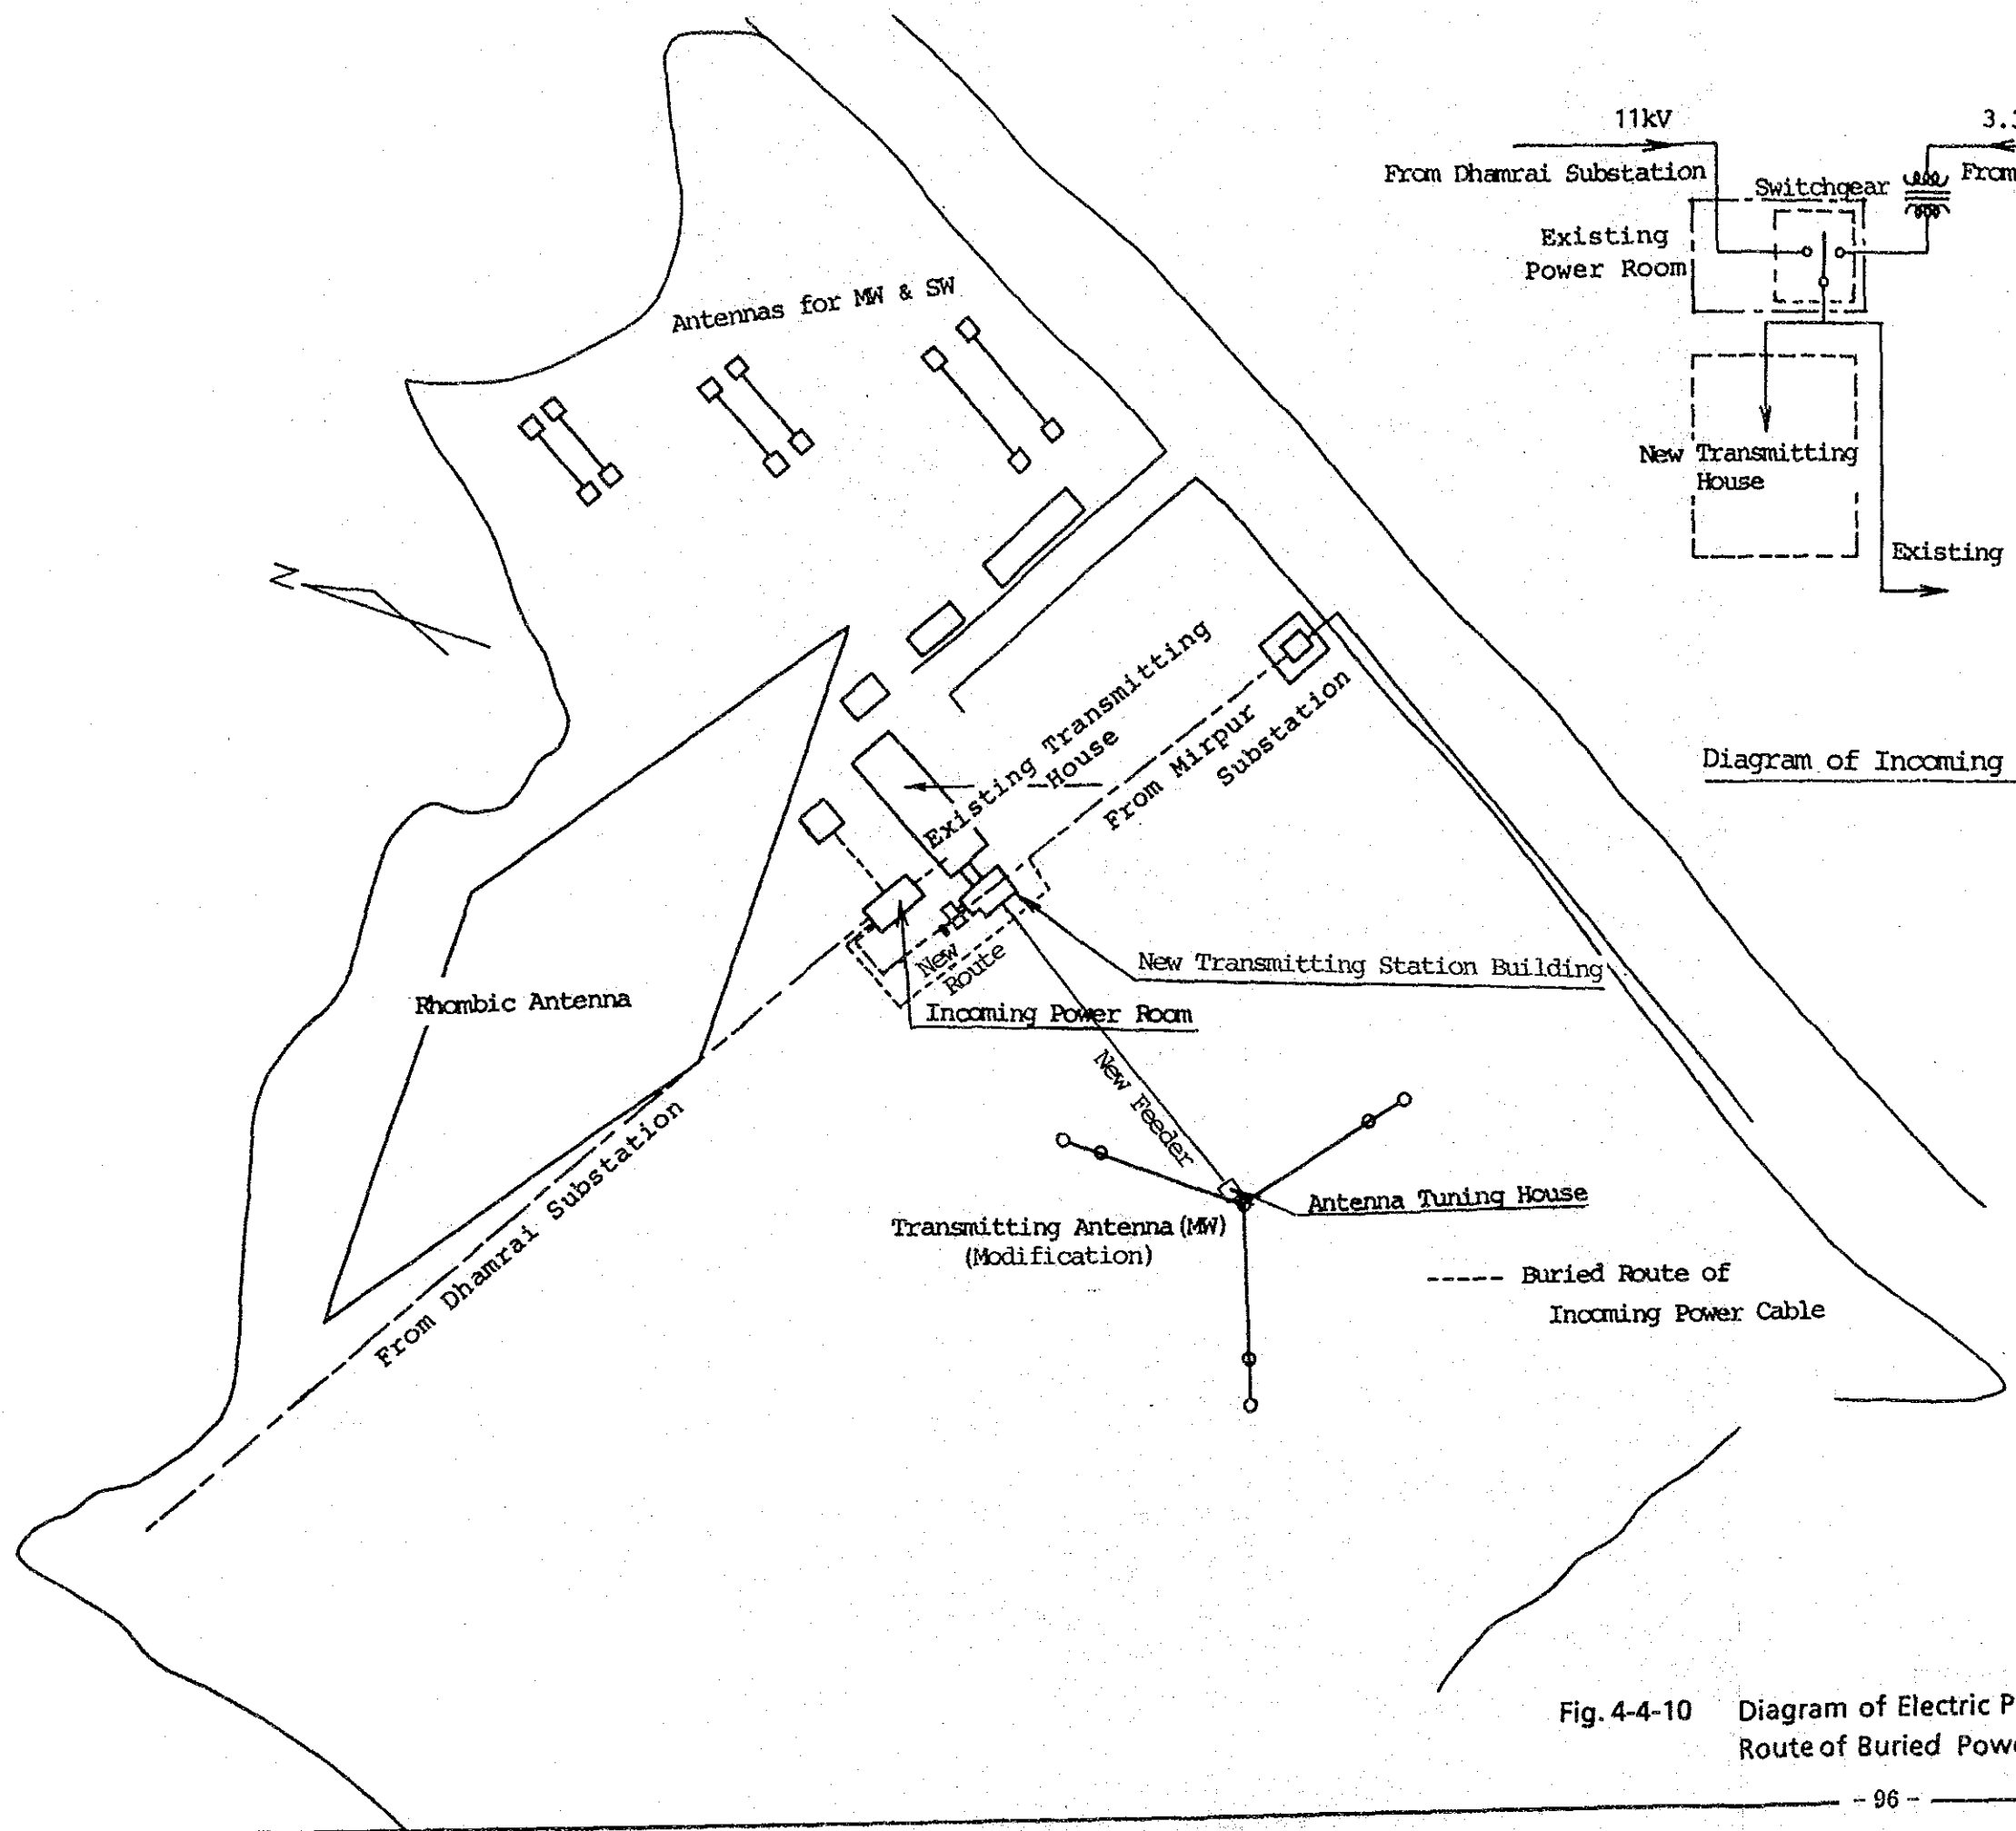 11kV
3.3
From Dhamrai Substation
Switchgear
From
Existing
Power Room
New Transmitting
House
Existing
Diagram of Incoming
Antennas for MW & SW
N
Existing Transmitting
House
From Mirpur
Substation
New
Route
New Transmitting Station Building
Incoming Power Room
Rhombic Antenna
New Feeder
From Dhamrai Substation
Antenna Tuning House
Transmitting Antenna (MW)
(Modification)
----- Buried Route of
Incoming Power Cable
Fig. 4-4-10 Diagram of Electric P
Route of Buried Powe
- 96 -